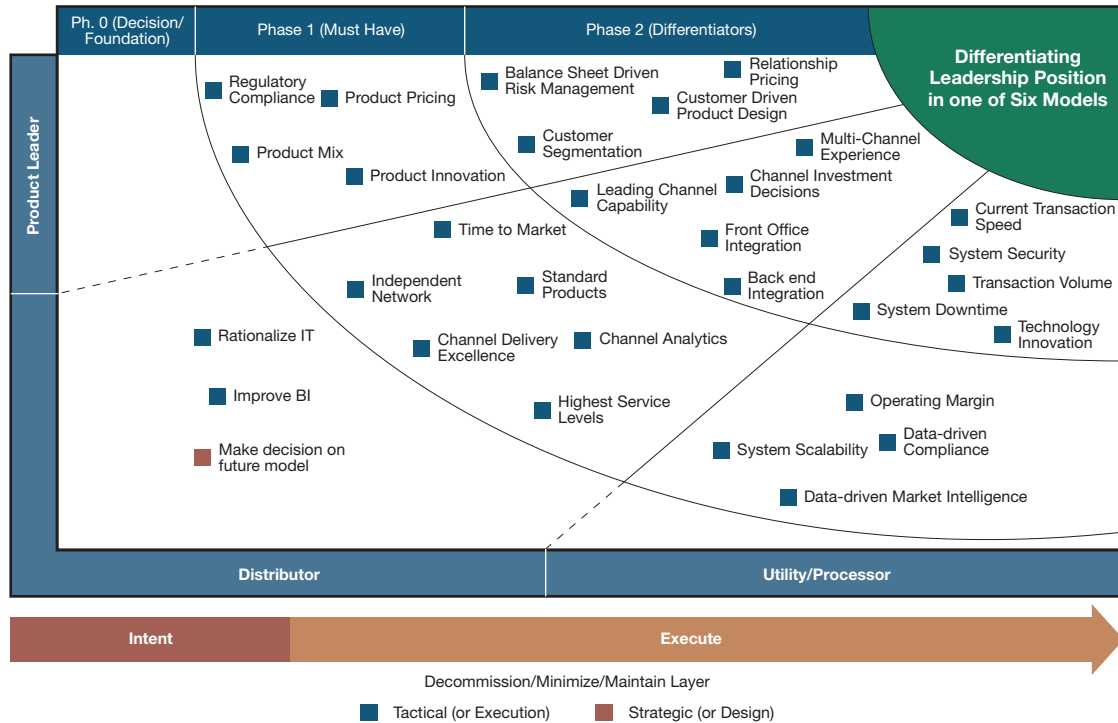 Ph. 0 (Decision/
Foundation)
Phase 1 (Must Have)
Phase 2 (Differentiators)
Differentiating
Leadership Position
in one of Six Models
Product Leader
Regulatory
Compliance
Product Pricing
Product Mix
Product Innovation
Balance Sheet Driven
Risk Management
Relationship
Pricing
Customer Driven
Product Design
Customer
Segmentation
Multi-Channel
Experience
Leading Channel
Capability
Channel Investment
Decisions
Time to Market
Front Office
Integration
Independent
Network
Standard
Products
Back end
Integration
Current Transaction
Speed
System Security
Transaction Volume
System Downtime
Technology
Innovation
Rationalize IT
Channel Delivery
Excellence
Channel Analytics
Improve BI
Highest Service
Levels
Operating Margin
Make decision on
future model
System Scalability
Data-driven
Compliance
Data-driven Market Intelligence
Distributor
Utility/Processor
Intent
Execute
Decommission/Minimize/Maintain Layer
Tactical (or Execution)
Strategic (or Design)